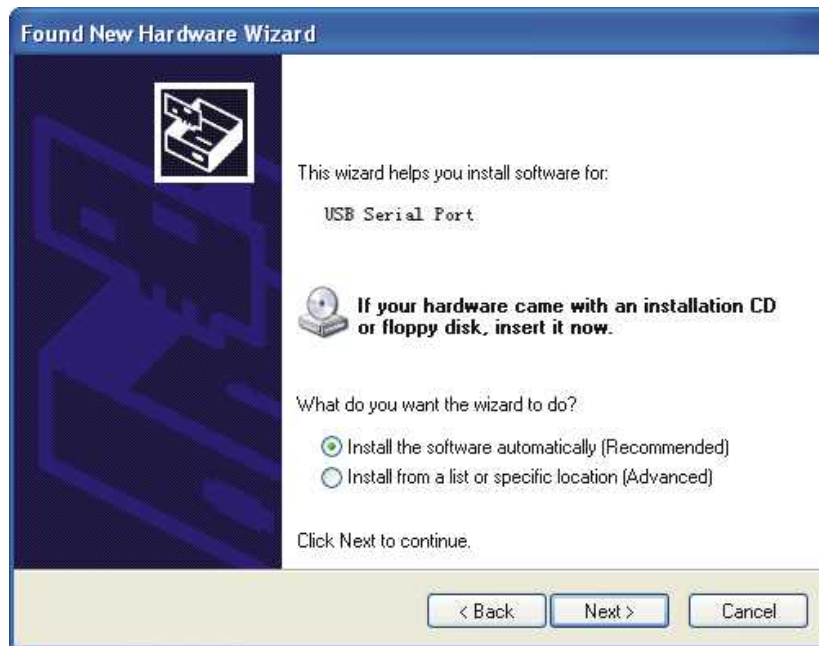 Found New Hardware Wizard
This wizard helps you install software for:
USB Serial Port
If your hardware came with an installation CD
or floppy disk, insert it now.
What do you want the wizard to do?
Install the software automatically (Recommended)
Install from a list or specific location (Advanced)
Click Next to continue.
< Back Next > Cancel